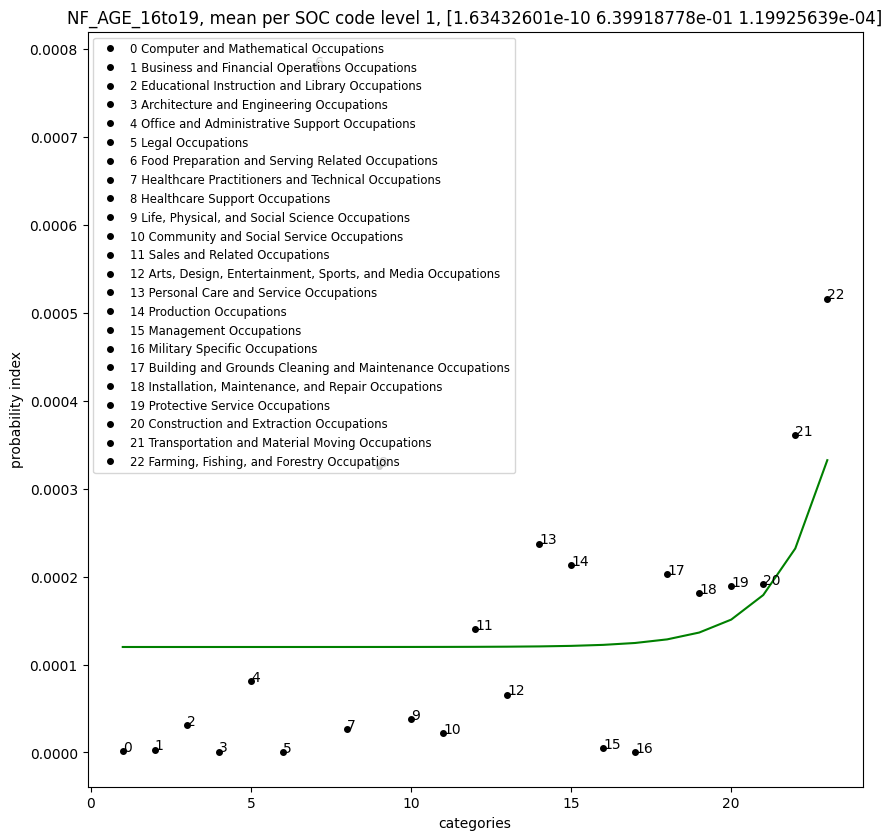 NF_AGE_16to19, mean per SOC code level 1, [1.63432601e-10 6.39918778e-01 1.19925639e-04]
0 Computer and Mathematical Occupations
1 Business and Financial Operations Occupations
2 Educational Instruction and Library Occupations
3 Architecture and Engineering Occupations
4 Office and Administrative Support Occupations
5 Legal Occupations
6 Food Preparation and Serving Related Occupations
7 Healthcare Practitioners and Technical Occupations
8 Healthcare Support Occupations
9 Life, Physical, and Social Science Occupations
10 Community and Social Service Occupations
11 Sales and Related Occupations
12 Arts, Design, Entertainment, Sports, and Media Occupations
13 Personal Care and Service Occupations
14 Production Occupations
15 Management Occupations
16 Military Specific Occupations
17 Building and Grounds Cleaning and Maintenance Occupations
18 Installation, Maintenance, and Repair Occupations
19 Protective Service Occupations
20 Construction and Extraction Occupations
21 Transportation and Material Moving Occupations
22 Farming, Fishing, and Forestry Occupations
0.0008
0.0007
0.0006
0.0005
0.0004
0.0003
0.0002
0.0001
0.0000
probability index
6
22
21
13
14
17
18
19
20
11
4
12
9
10
7
2
0
1
3
5
15
16
0
5
10
15
20
categories